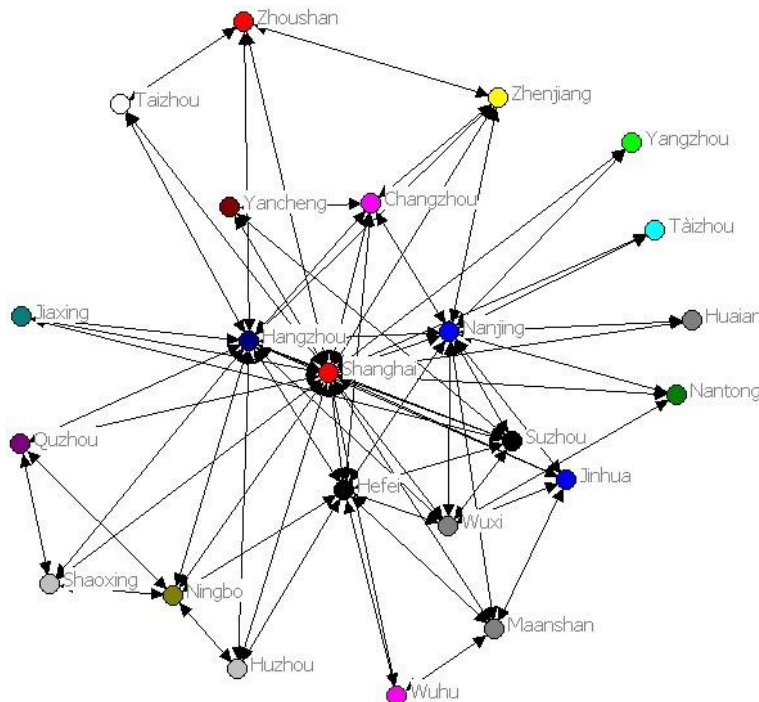 Zhoushan
Taizhou
Zhenjiang
Yangzhou
Yancheng
Changzhou
Tàizhou
Jiaxing
Hangzhou
Nanjing
Huaian
Shanghai
Nantong
Quzhou
Suzhou
Hefei
Jinhua
Wuxi
Shaoxing
Ningbo
Maanshan
Huzhou
Wuhu